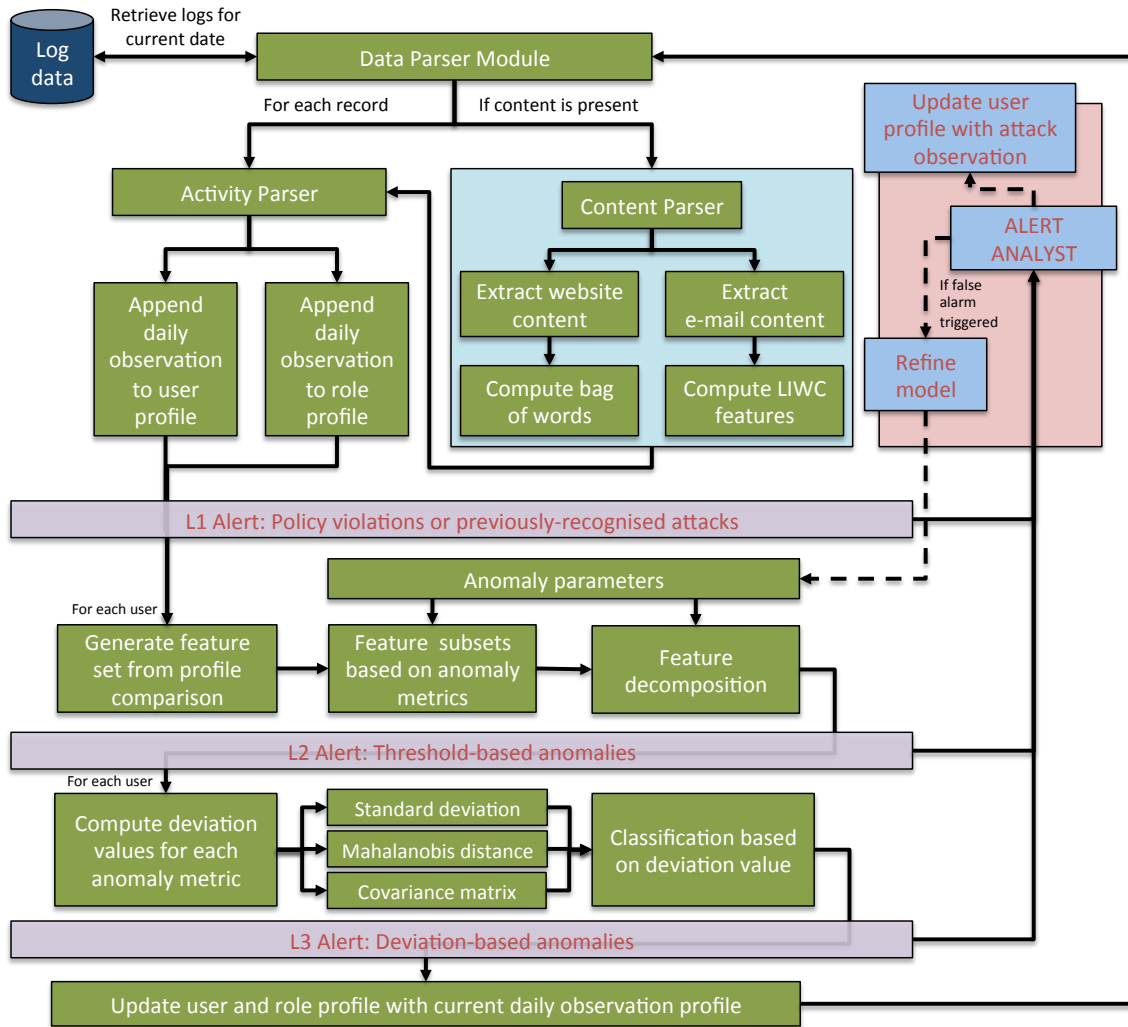 Retrieve logs for
current date
Log
data
Data Parser Module
For each record
If content is present
Update user
profile with attack
observation
Activity Parser
Content Parser
ALERT
ANALYST
Append
daily
observation
to user
profile
Append
daily
observation
to role
profile
Extract website
content
Extract
e-mail content
If false
alarm
triggered
Compute bag
of words
Compute LIWC
features
Refine
model
L1 Alert: Policy violations or previously-recognised attacks
Anomaly parameters
For each user
Generate feature
set from profile
comparison
Feature subsets
based on anomaly
metrics
Feature
decomposition
L2 Alert: Threshold-based anomalies
For each user
Compute deviation
values for each
anomaly metric
Standard deviation
Mahalanobis distance
Covariance matrix
Classification based
on deviation value
L3 Alert: Deviation-based anomalies
Update user and role profile with current daily observation profile